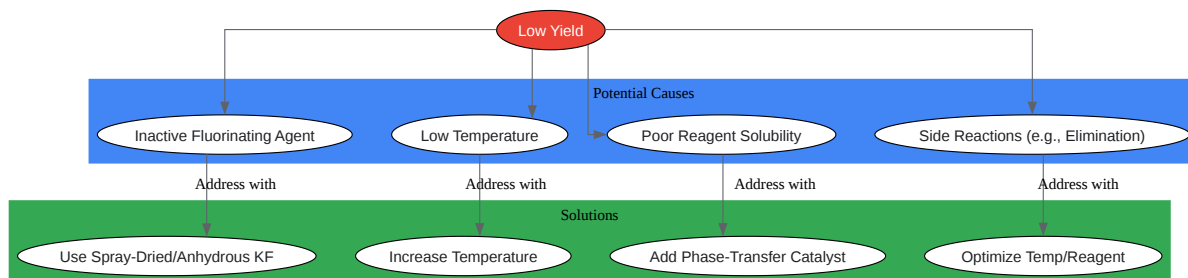 Low Yield
Potential Causes
Inactive Fluorinating Agent
Low Temperature
Poor Reagent Solubility
Side Reactions (e.g., Elimination)
Address with
Address with
Address with
Address with
Solutions
Use Spray-Dried/Anhydrous KF
Increase Temperature
Add Phase-Transfer Catalyst
Optimize Temp/Reagent